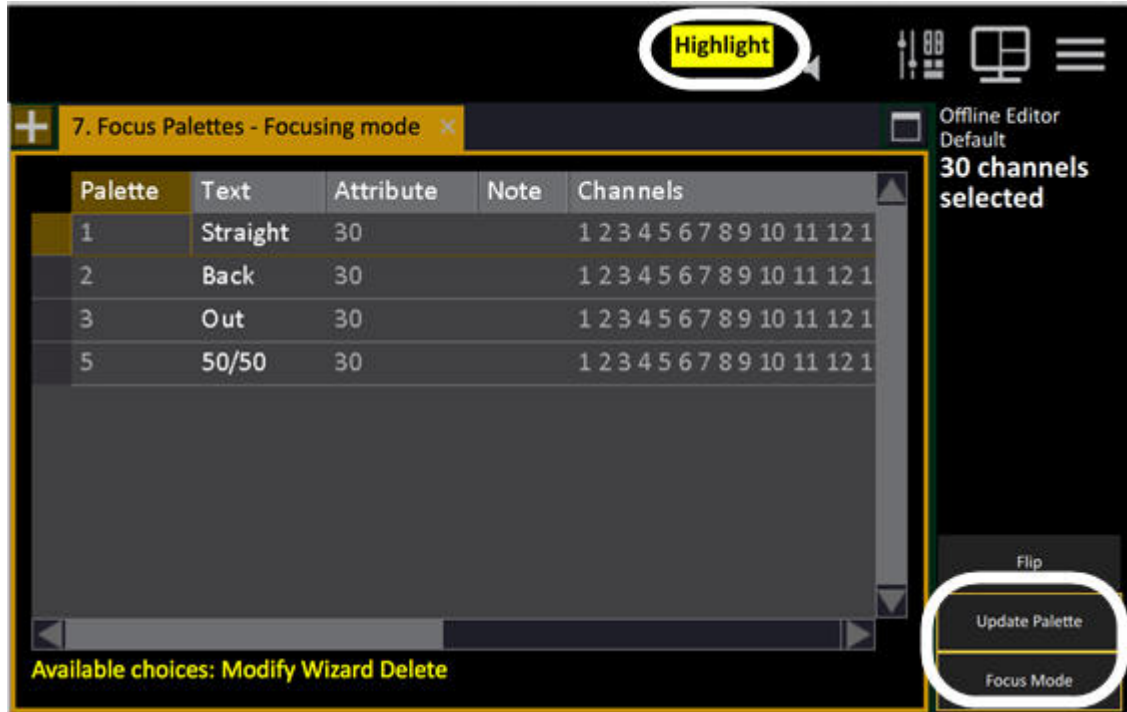 Highlight
7. Focus Palettes - Focusing mode ×
Offline Editor
Default
30 channels
selected
Palette Text Attribute Note Channels
1 Straight 30 1 2 3 4 5 6 7 8 9 10 11 12 1
2 Back 30 1 2 3 4 5 6 7 8 9 10 11 12 1
3 Out 30 1 2 3 4 5 6 7 8 9 10 11 12 1
5 50/50 30 1 2 3 4 5 6 7 8 9 10 11 12 1
Available choices: Modify Wizard Delete
Flip
Update Palette
Focus Mode